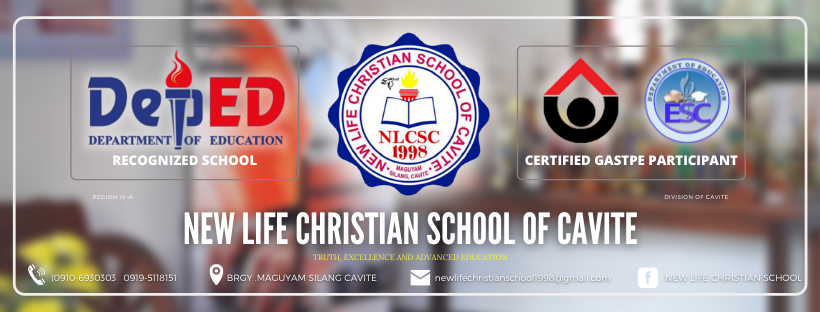 DepED
DEPARTMENT OF EDUCATION
RECOGNIZED SCHOOL
REGION IV-A
NEW LIFE CHRISTIAN SCHOOL OF CAVITE
NLCSC
1998
MAGUYAM
SILANG, CAVITE
DEPARTMENT OF EDUCATION
ESC
CERTIFIED GASTPE PARTICIPANT
DIVISION OF CAVITE
NEW LIFE CHRISTIAN SCHOOL OF CAVITE
TRUTH, EXCELLENCE AND ADVANCED EDUCATION
(0910-6930303 0919-5118151
BRGY .MAGUYAM SILANG CAVITE
newlifechristianschool1998@gmail.com
NEW LIFE CHRISTIAN SCHOOL